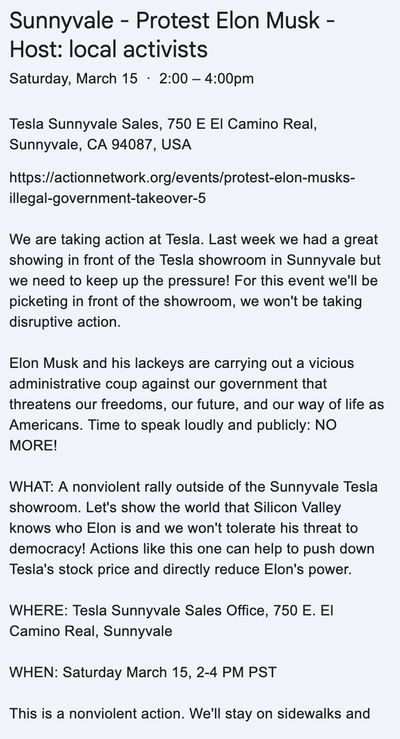 Sunnyvale - Protest Elon Musk -
Host: local activists
Saturday, March 15 · 2:00 – 4:00pm
Tesla Sunnyvale Sales, 750 E El Camino Real,
Sunnyvale, CA 94087, USA
https://actionnetwork.org/events/protest-elon-musks-
illegal-government-takeover-5
We are taking action at Tesla. Last week we had a great
showing in front of the Tesla showroom in Sunnyvale but
we need to keep up the pressure! For this event we'll be
picketing in front of the showroom, we won't be taking
disruptive action.
Elon Musk and his lackeys are carrying out a vicious
administrative coup against our government that
threatens our freedoms, our future, and our way of life as
Americans. Time to speak loudly and publicly: NO
MORE!
WHAT: A nonviolent rally outside of the Sunnyvale Tesla
showroom. Let's show the world that Silicon Valley
knows who Elon is and we won't tolerate his threat to
democracy! Actions like this one can help to push down
Tesla's stock price and directly reduce Elon's power.
WHERE: Tesla Sunnyvale Sales Office, 750 E. El
Camino Real, Sunnyvale
WHEN: Saturday March 15, 2-4 PM PST
This is a nonviolent action. We'll stay on sidewalks and